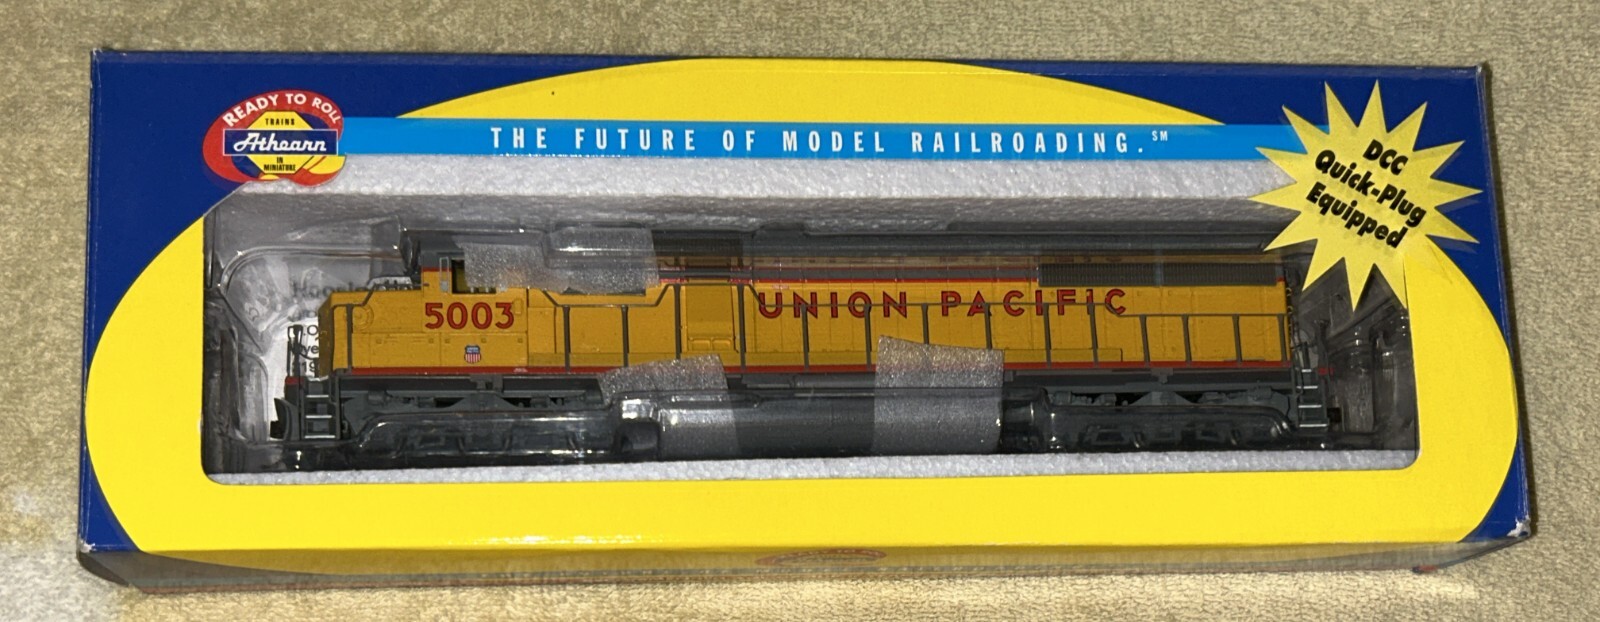 READY TO ROLL
TRAINS
Athearn
IN
MINIATURE
THE FUTURE OF MODEL RAILROADING.℠
DCC
Quick-Plug
Equipped
5003
UNION PACIFIC